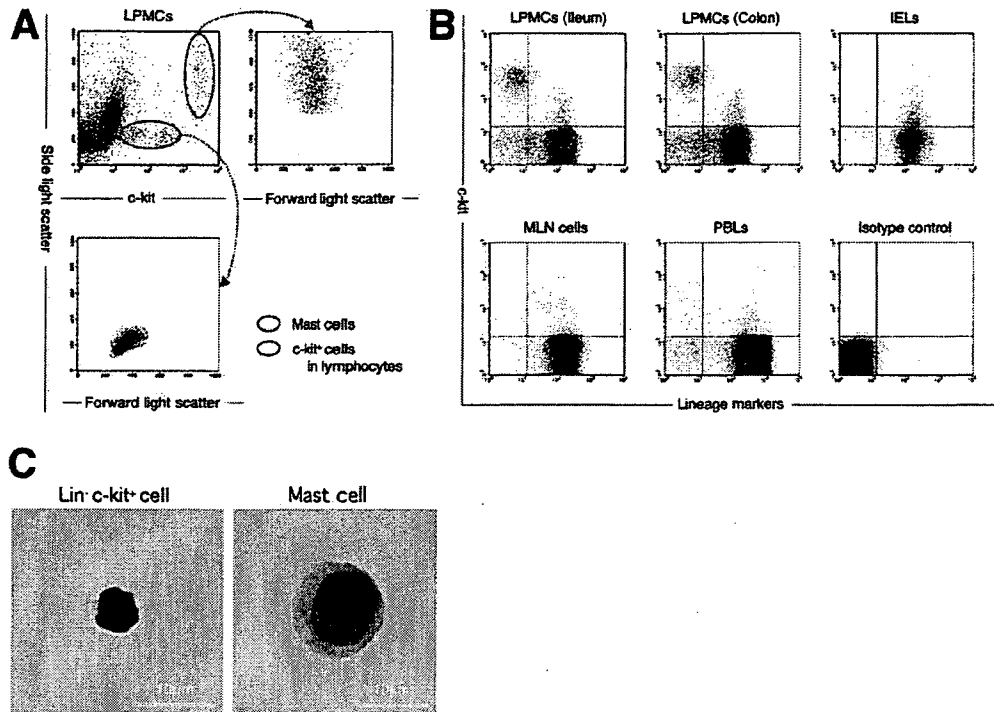 A
LPMCs
Side light scatter
c-kit
Forward light scatter
Forward light scatter
Mast cells
c-kit+ cells
in lymphocytes
B
LPMCs (Ileum)
LPMCs (Colon)
IELs
c-kit
MLN cells
PBLs
Isotype control
Lineage markers
C
Lin- c-kit+ cell
Mast cell